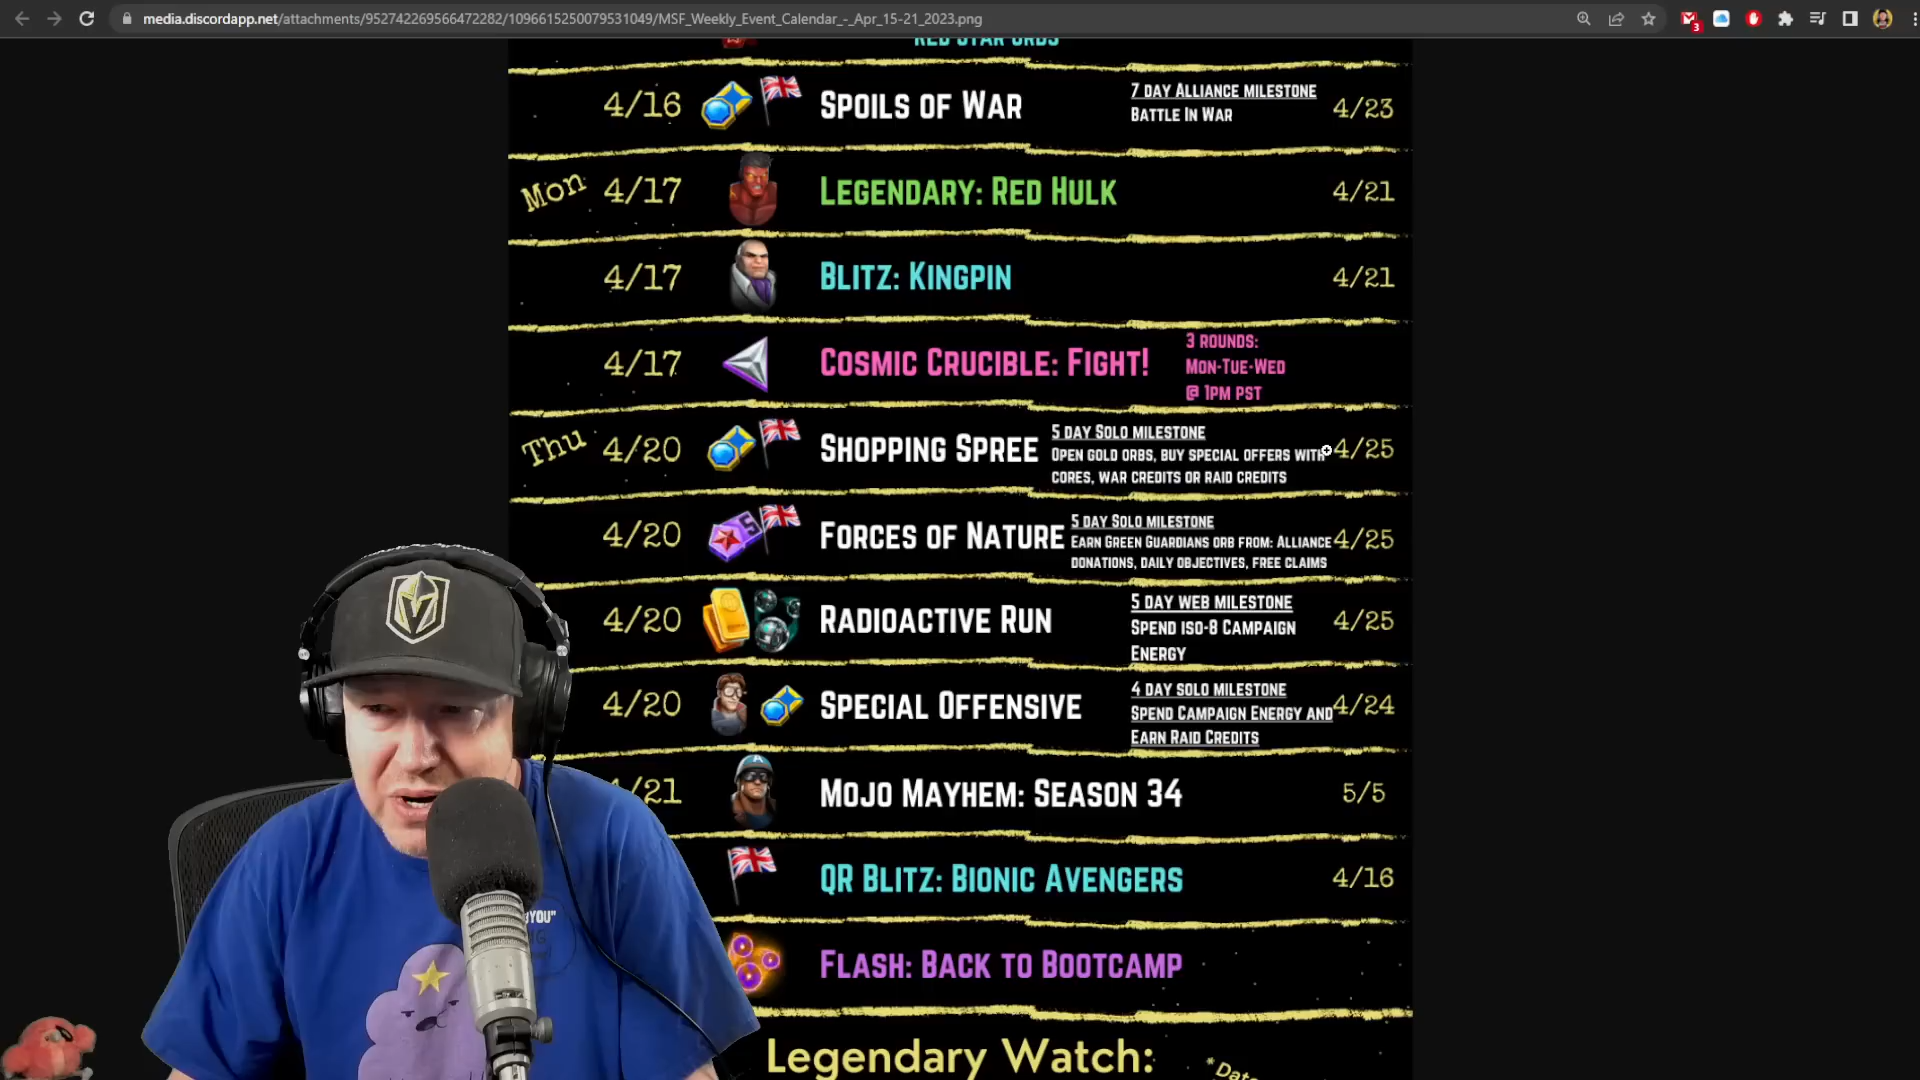 media.discordapp.net/attachments/952742269566472282/1096615250079531049/MSF_Weekly_Event_Calendar_-_Apr_15-21_2023.png
3
RED STAR ORBS
4/16 SPOILS OF WAR 7 DAY ALLIANCE MILESTONE 4/23
BATTLE IN WAR
Mon 4/17 LEGENDARY: RED HULK 4/21
4/17 BLITZ: KINGPIN 4/21
4/17 COSMIC CRUCIBLE: FIGHT! 3 ROUNDS:
MON-TUE-WED
@ 1PM PST
Thu 4/20 SHOPPING SPREE 5 DAY SOLO MILESTONE 4/25
OPEN GOLD ORBS, BUY SPECIAL OFFERS WITH
CORES, WAR CREDITS OR RAID CREDITS
4/20 FORCES OF NATURE 5 DAY SOLO MILESTONE 4/25
EARN GREEN GUARDIANS ORB FROM: ALLIANCE
DONATIONS, DAILY OBJECTIVES, FREE CLAIMS
4/20 RADIOACTIVE RUN 5 DAY WEB MILESTONE 4/25
SPEND ISO-8 CAMPAIGN
ENERGY
4/20 SPECIAL OFFENSIVE 4 DAY SOLO MILESTONE 4/24
SPEND CAMPAIGN ENERGY AND
EARN RAID CREDITS
/21 MOJO MAYHEM: SEASON 34 5/5
QR BLITZ: BIONIC AVENGERS 4/16
FLASH: BACK TO BOOTCAMP
Legendary Watch:
YOU"